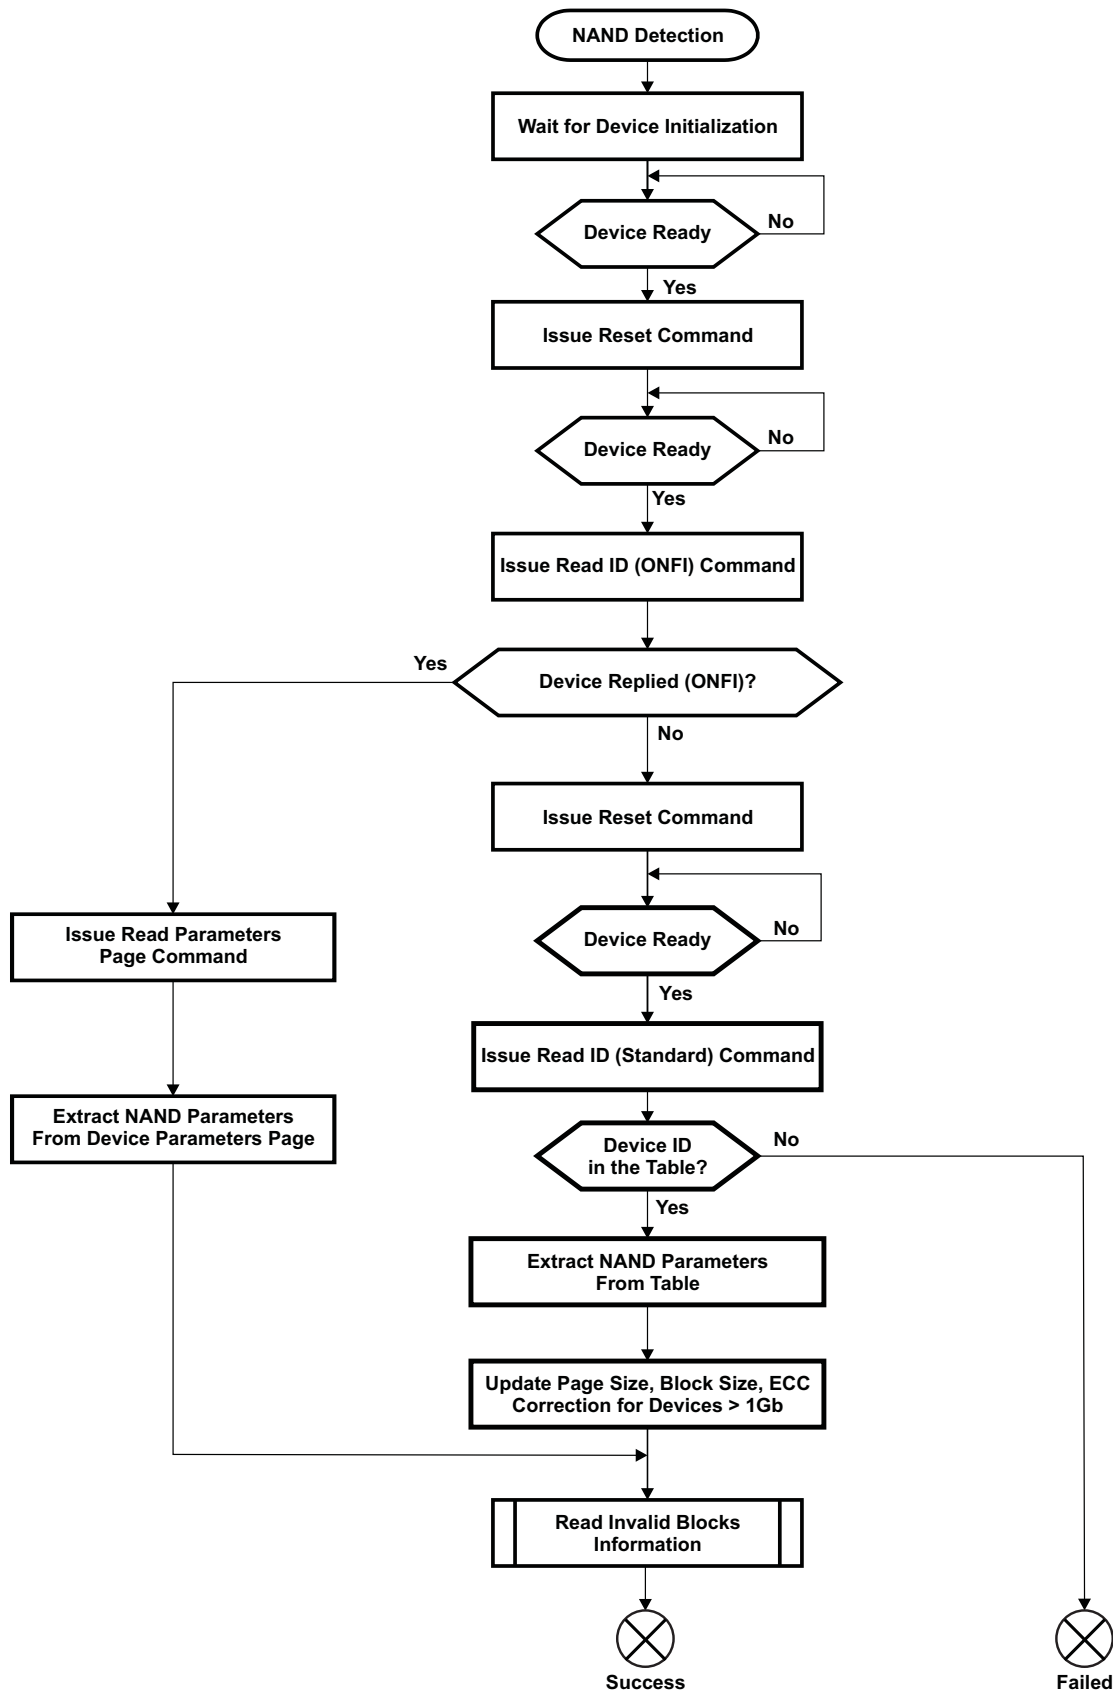 NAND Detection
Wait for Device Initialization
Device Ready
No
Yes
Issue Reset Command
Device Ready
No
Yes
Issue Read ID (ONFI) Command
Yes
Device Replied (ONFI)?
No
Issue Reset Command
Issue Read Parameters
Page Command
Device Ready
No
Yes
Issue Read ID (Standard) Command
Extract NAND Parameters
From Device Parameters Page
Device ID
in the Table?
No
Yes
Extract NAND Parameters
From Table
Update Page Size, Block Size, ECC
Correction for Devices > 1Gb
Read Invalid Blocks
Information
Success
Failed